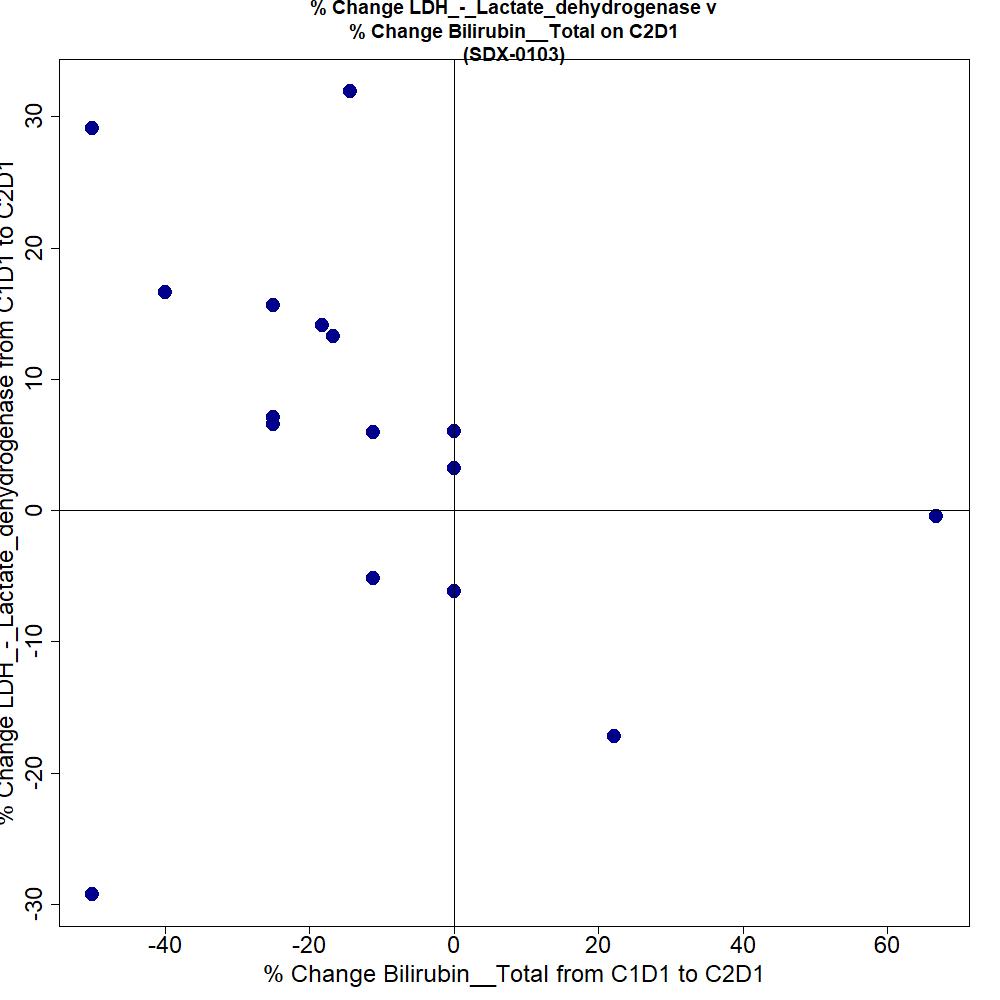 % Change LDH_-_Lactate_dehydrogenase v
% Change Bilirubin__Total on C2D1
(SDX-0103)
% Change LDH_-_Lactate_dehydrogenase from C1D1 to C2D1
30
20
10
0
-10
-20
-30
-40 -20 0 20 40 60
% Change Bilirubin__Total from C1D1 to C2D1